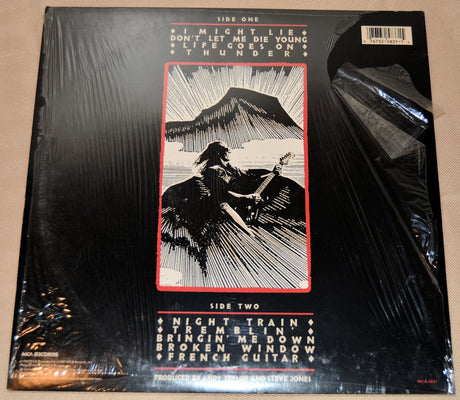 SIDE ONE
♦ I MIGHT LIE ♦
DON'T LET ME DIE YOUNG
♦ LIFE GOES ON ♦
♦ THUNDER ♦
SIDE TWO
♦ NIGHT TRAIN ♦
♦ TREMBLIN' ♦
BRINGIN' ME DOWN
BROKEN WINDOW
♦ FRENCH GUITAR ♦
PRODUCED BY ANDY TAYLOR AND STEVE JONES
MCA RECORDS